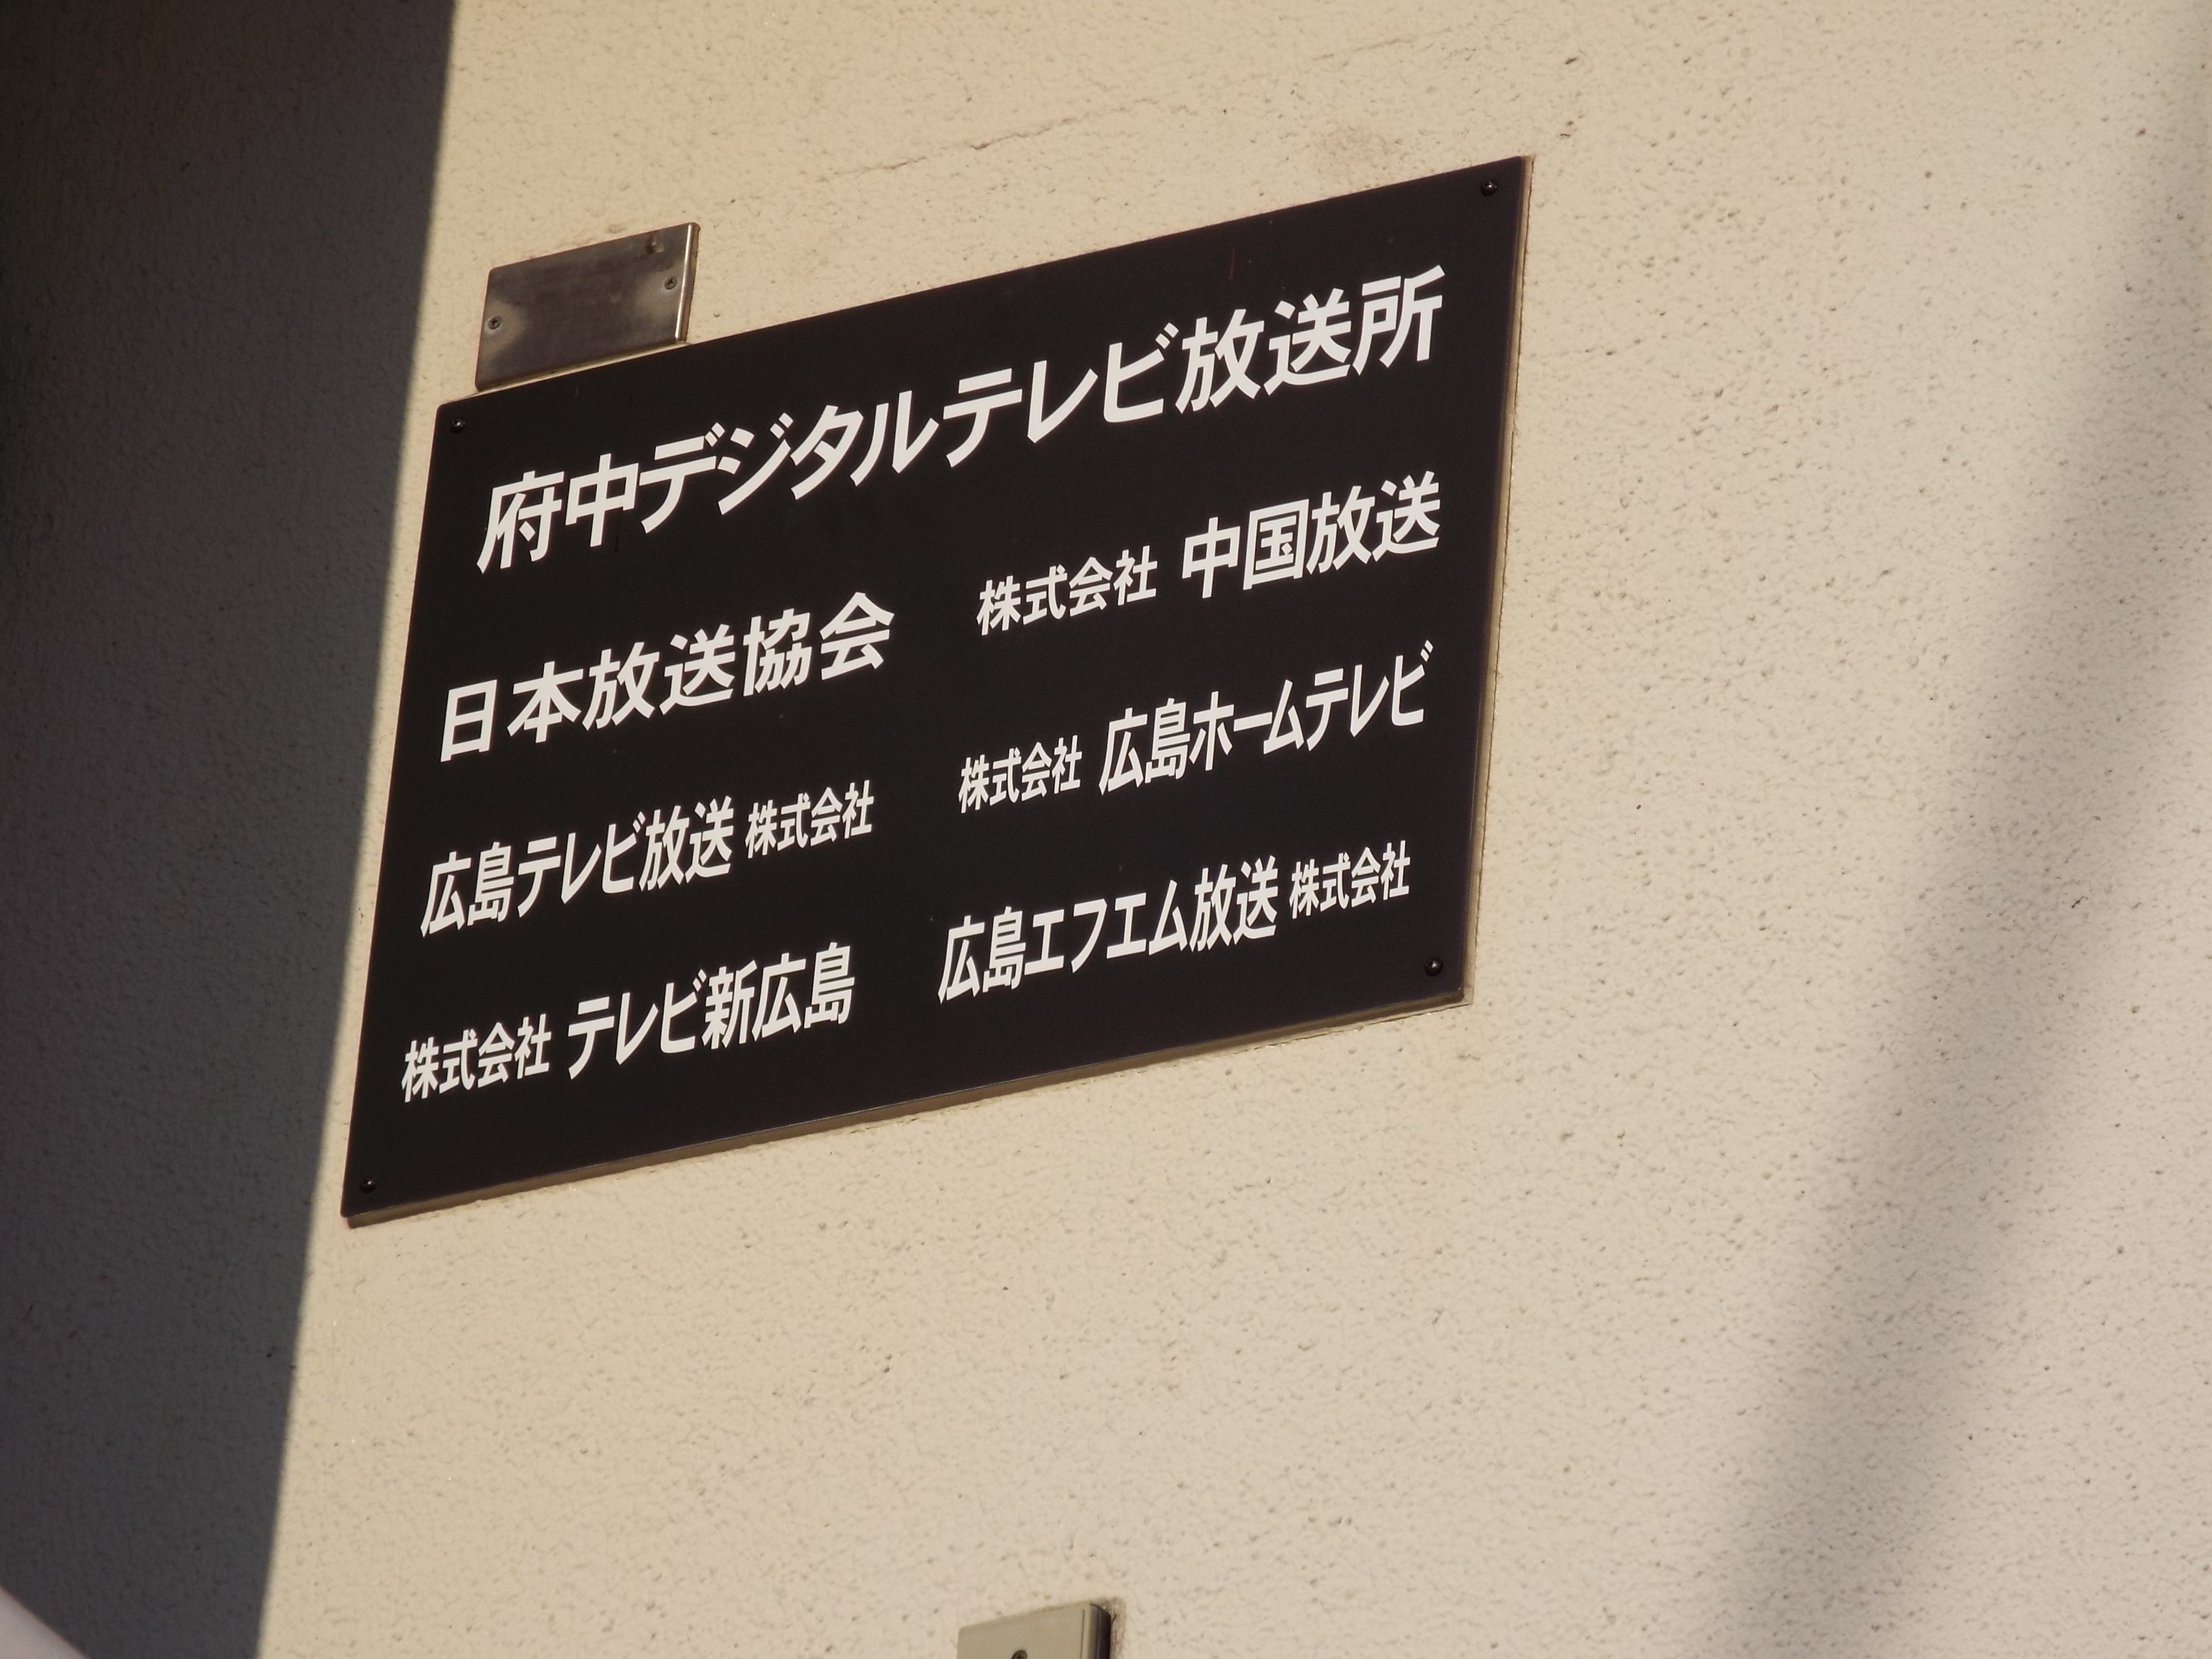 府中デジタルテレビ放送所
日本放送協会 株式会社 中国放送
広島テレビ放送 株式会社 株式会社 広島ホームテレビ
株式会社 テレビ新広島 広島エフエム放送 株式会社